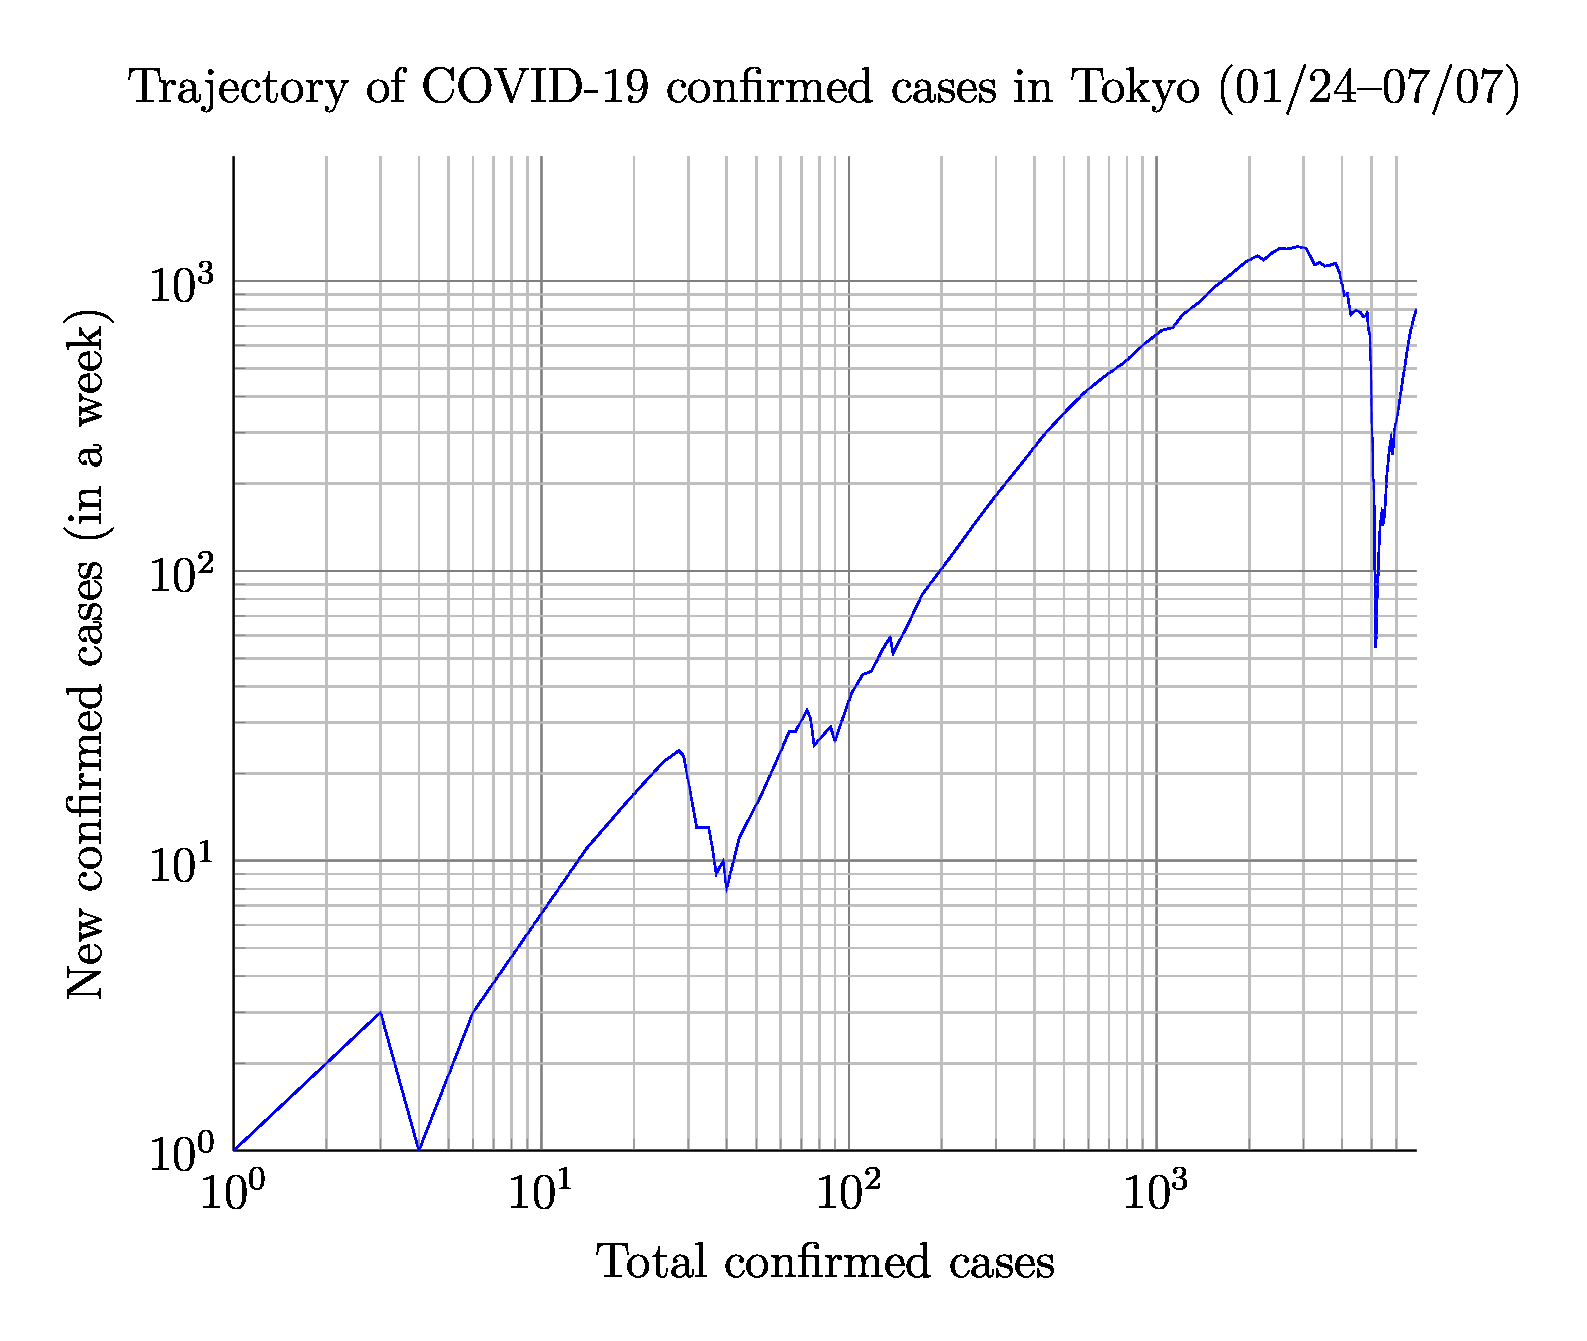 Trajectory of COVID-19 confirmed cases in Tokyo (01/24–07/07)
New confirmed cases (in a week)
10³
10²
10¹
10⁰
10⁰ 10¹ 10² 10³
Total confirmed cases